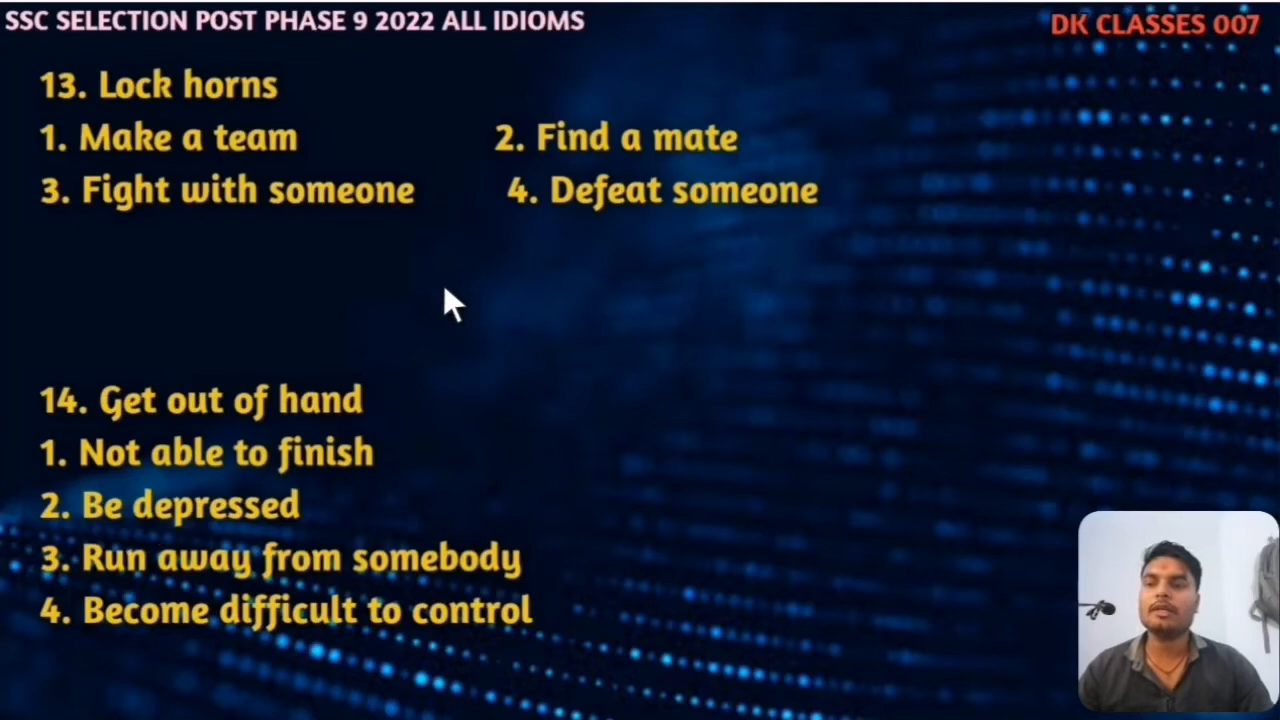 SSC SELECTION POST PHASE 9 2022 ALL IDIOMS
DK CLASSES 007
13. Lock horns
1. Make a team 2. Find a mate
3. Fight with someone 4. Defeat someone
14. Get out of hand
1. Not able to finish
2. Be depressed
3. Run away from somebody
4. Become difficult to control